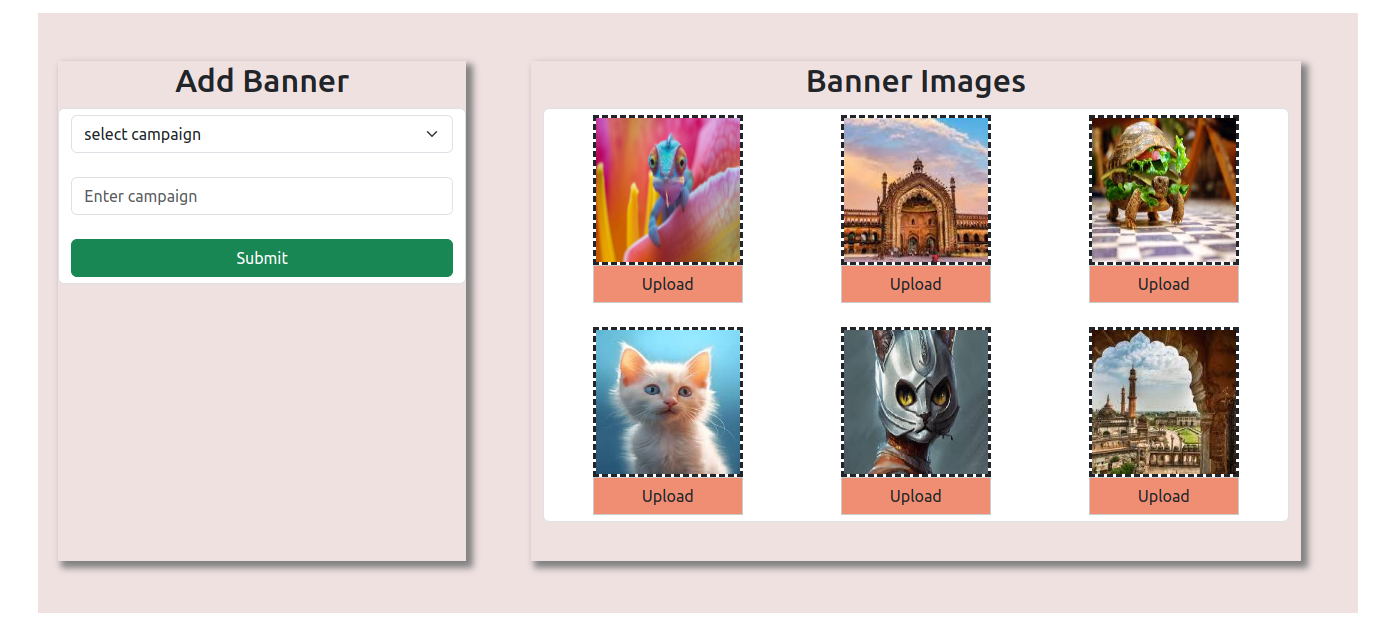 Add Banner
select campaign
Enter campaign
Submit
Banner Images
Upload
Upload
Upload
Upload
Upload
Upload